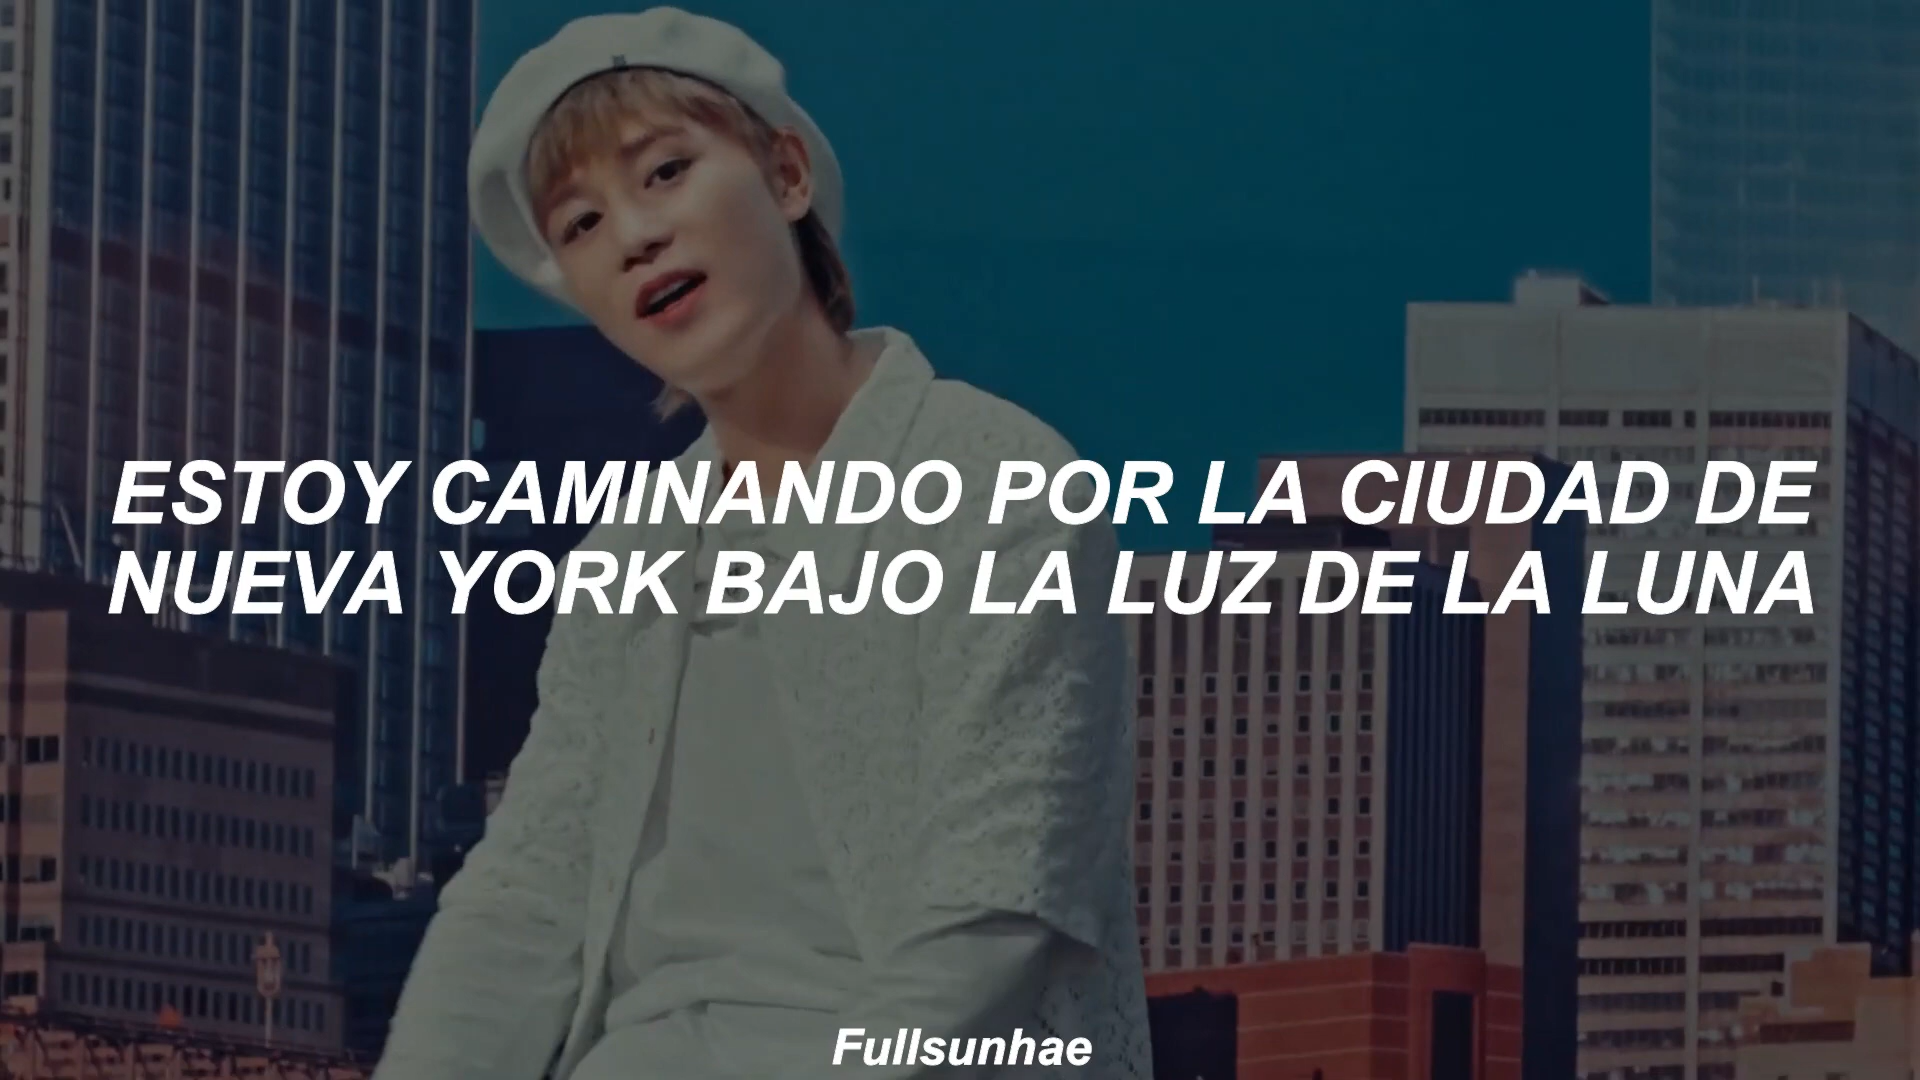 ESTOY CAMINANDO POR LA CIUDAD DE
NUEVA YORK BAJO LA LUZ DE LA LUNA
Fullsunhae